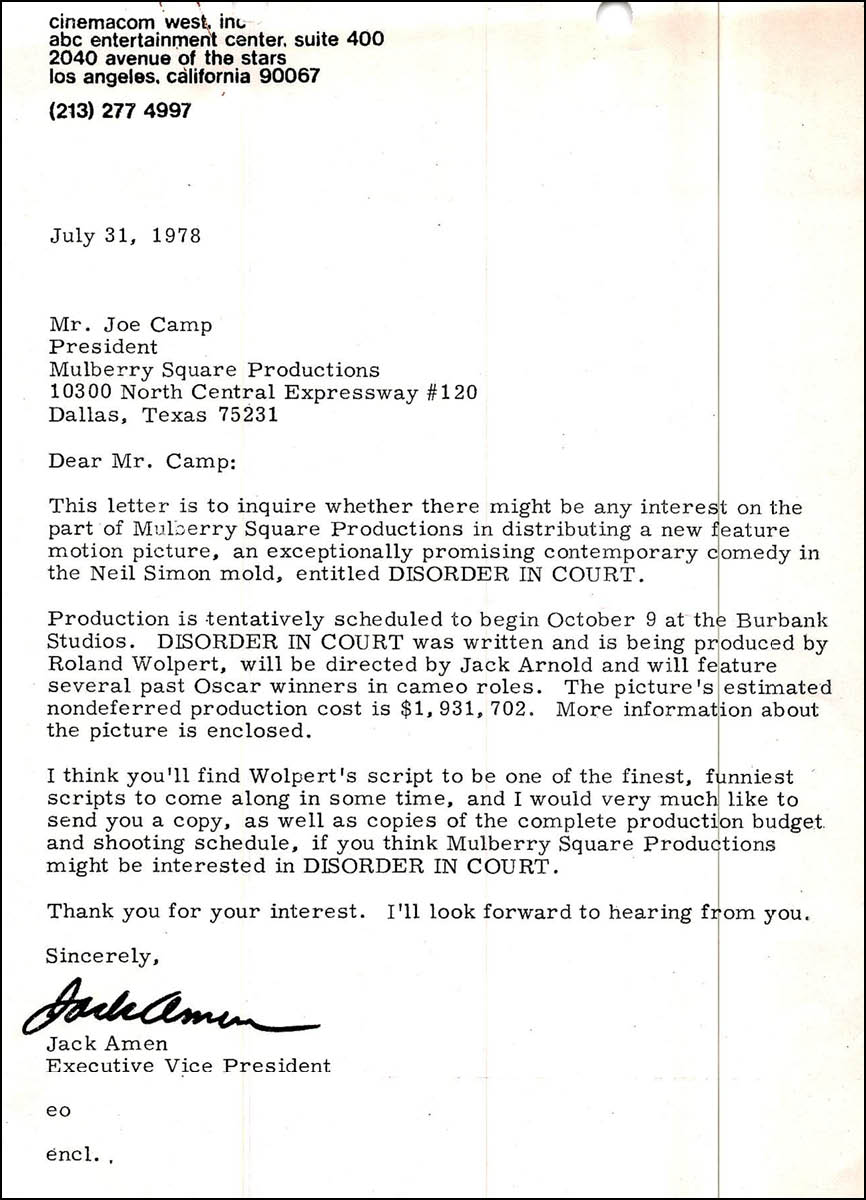 cinemacom west, inc
abc entertainment center, suite 400
2040 avenue of the stars
los angeles, california 90067
(213) 277 4997
July 31, 1978
Mr. Joe Camp
President
Mulberry Square Productions
10300 North Central Expressway #120
Dallas, Texas 75231
Dear Mr. Camp:
This letter is to inquire whether there might be any interest on the
part of Mulberry Square Productions in distributing a new feature
motion picture, an exceptionally promising contemporary comedy in
the Neil Simon mold, entitled DISORDER IN COURT.
Production is tentatively scheduled to begin October 9 at the Burbank
Studios. DISORDER IN COURT was written and is being produced by
Roland Wolpert, will be directed by Jack Arnold and will feature
several past Oscar winners in cameo roles. The picture's estimated
nondeferred production cost is $1,931,702. More information about
the picture is enclosed.
I think you'll find Wolpert's script to be one of the finest, funniest
scripts to come along in some time, and I would very much like to
send you a copy, as well as copies of the complete production budget
and shooting schedule, if you think Mulberry Square Productions
might be interested in DISORDER IN COURT.
Thank you for your interest. I'll look forward to hearing from you.
Sincerely,
Jack Amen
Jack Amen
Executive Vice President
eo
encl.